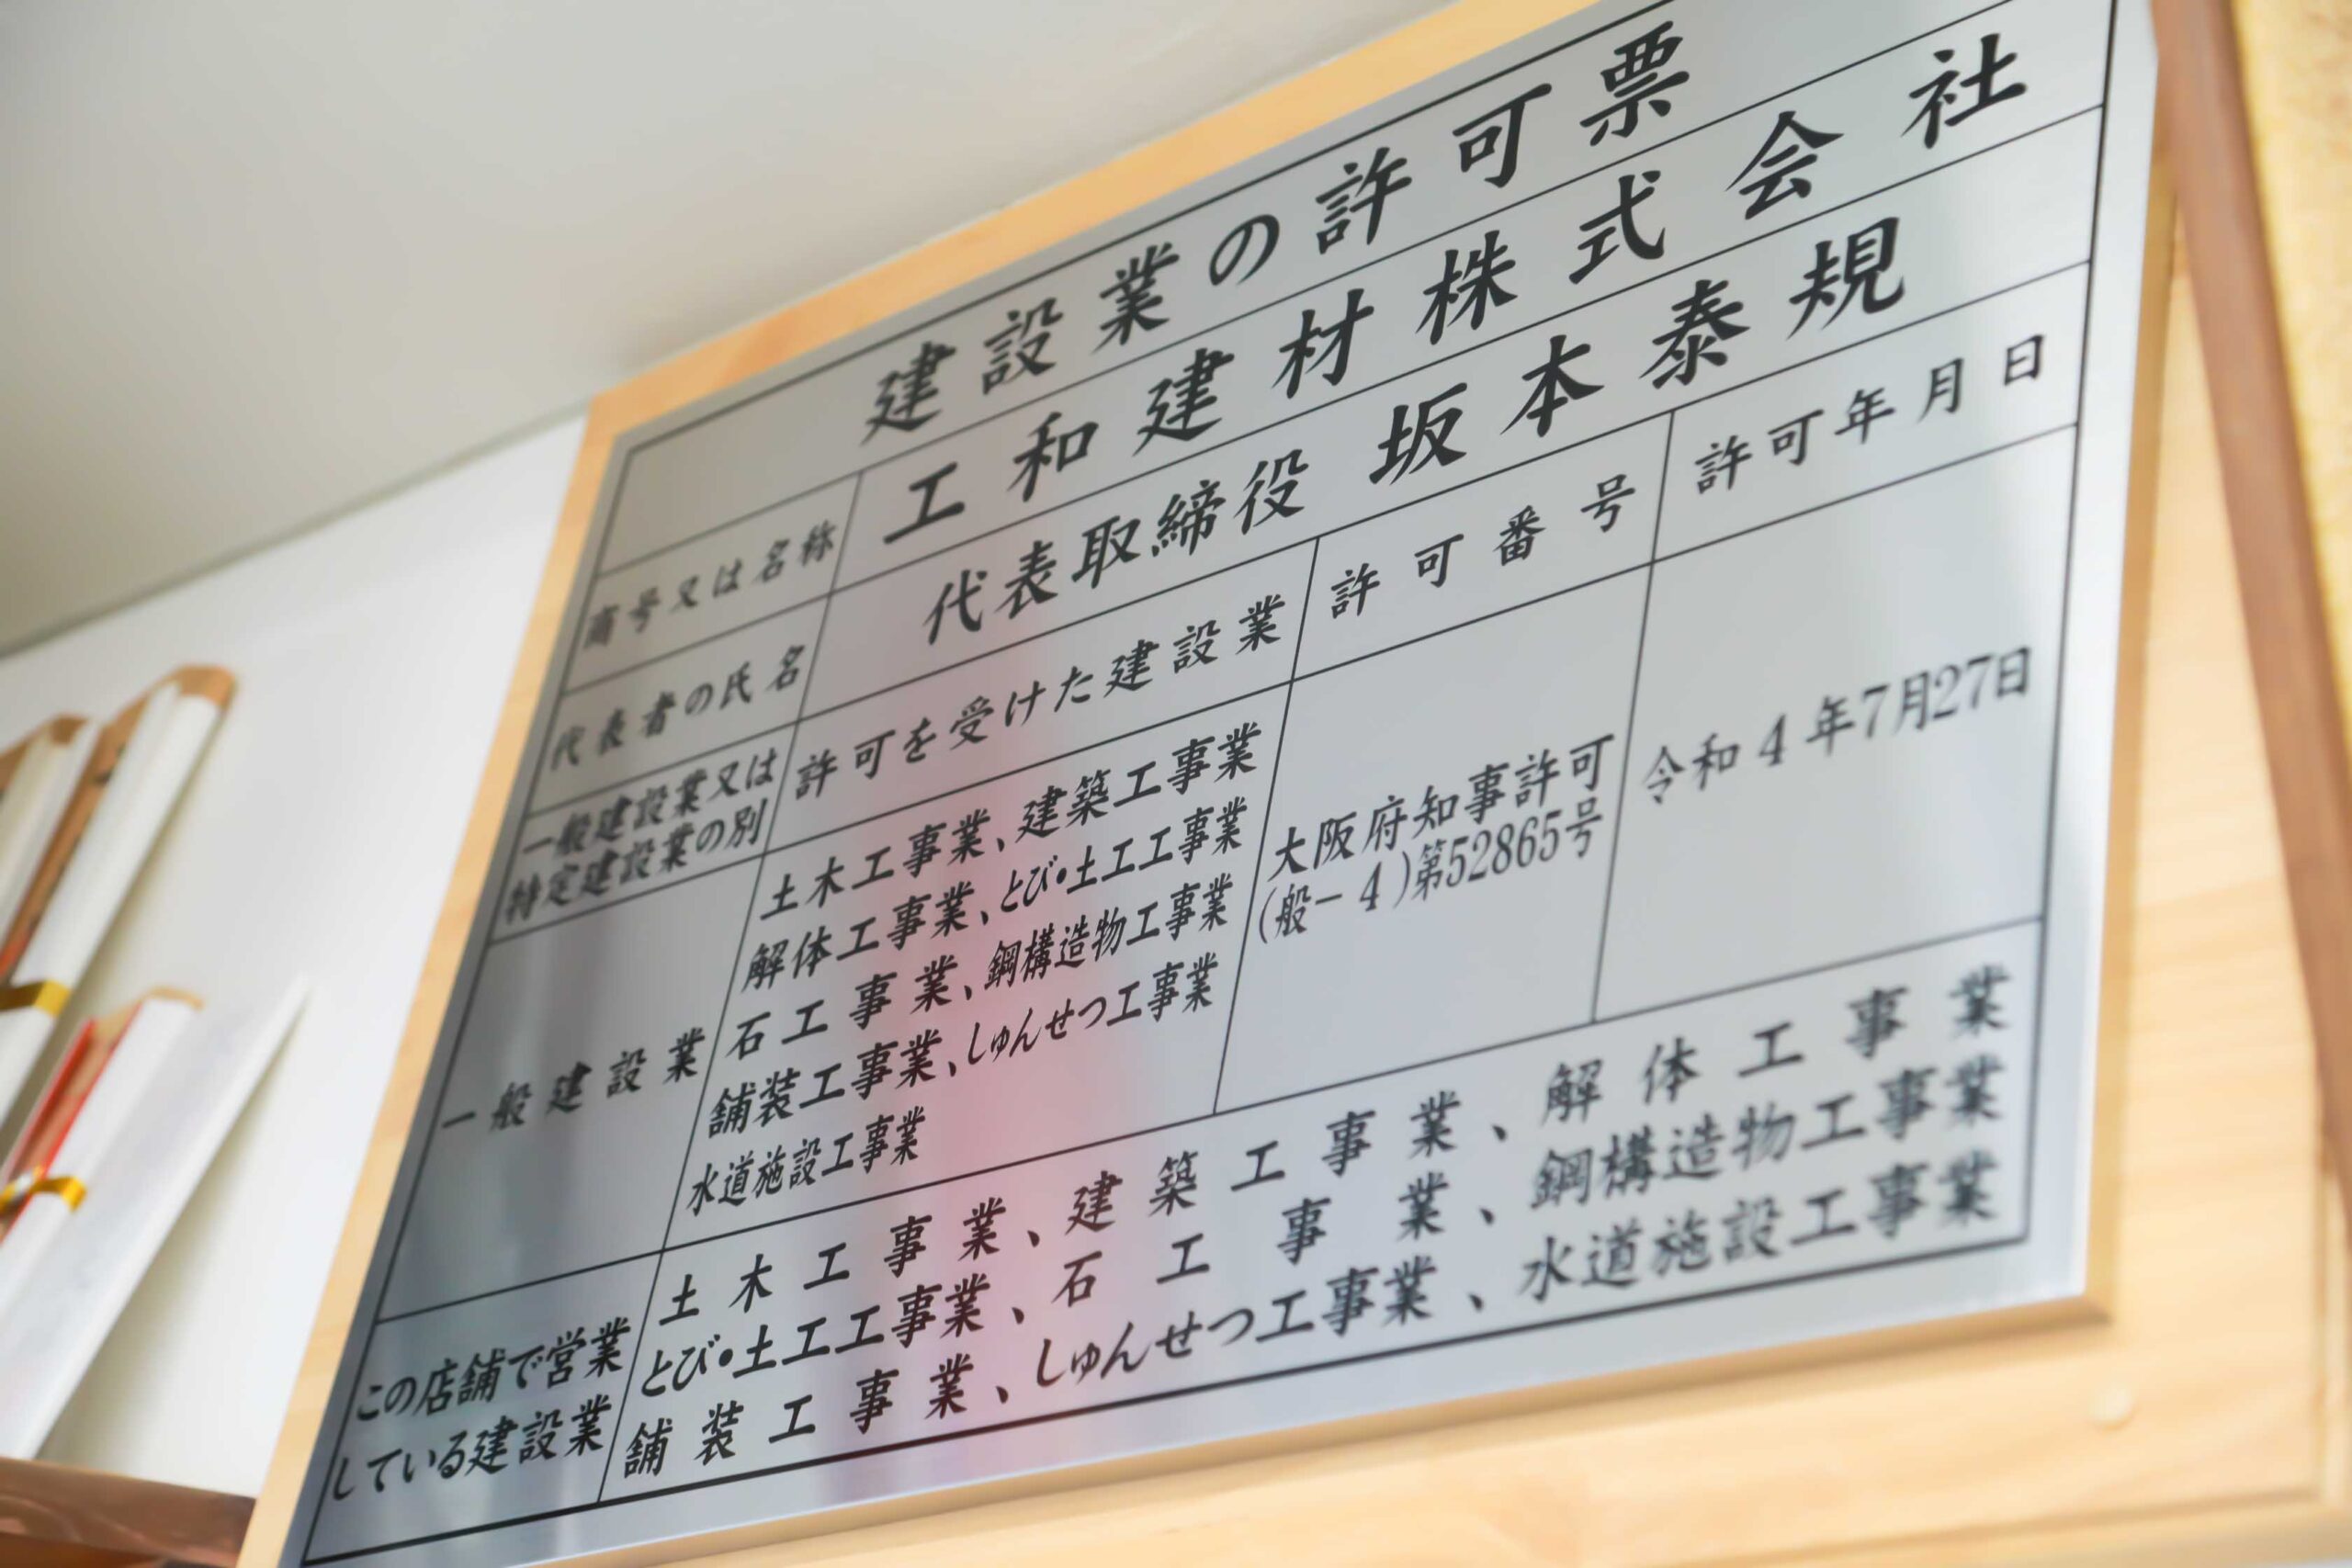 建設業の許可票
商号又は名称 工和建材株式会社
代表者の氏名 代表取締役 坂本泰規
一般建設業又は特定建設業の別 許可を受けた建設業 許可番号 許可年月日
一般建設業
土木工事業、建築工事業
解体工事業、とび・土工工事業
石工事業、鋼構造物工事業
舗装工事業、しゅんせつ工事業
水道施設工事業
大阪府知事許可
(般-4)第52865号
令和4年7月27日
この店舗で営業
している建設業
土木工事業、建築工事業、解体工事業
とび・土工工事業、石工事業、鋼構造物工事業
舗装工事業、しゅんせつ工事業、水道施設工事業